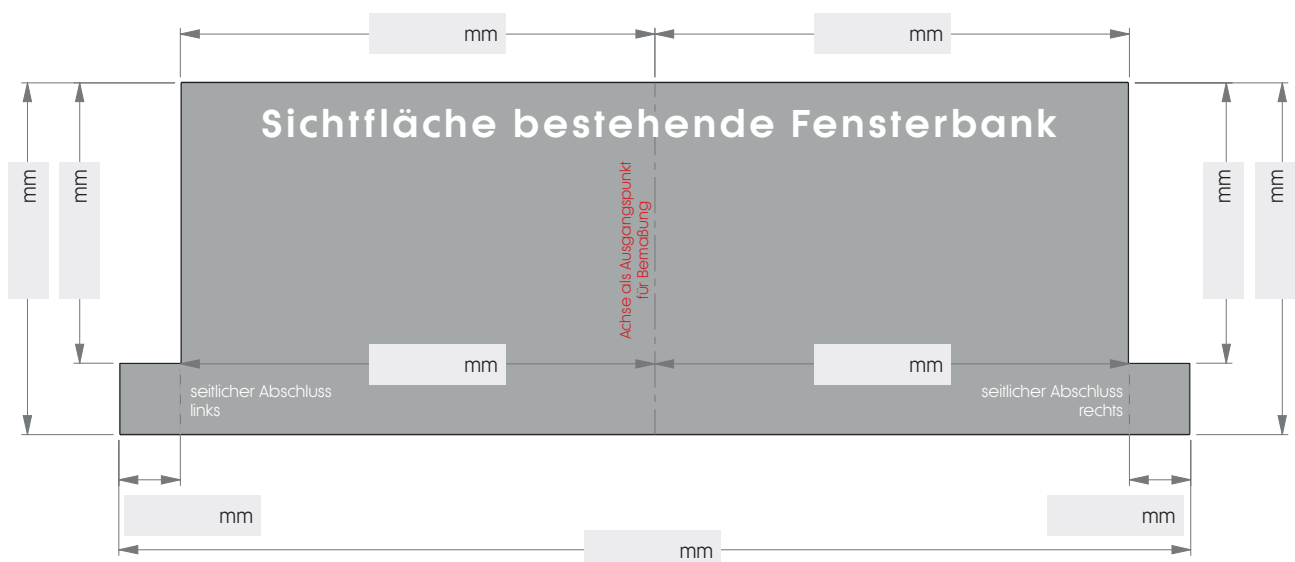 mm mm
Sichtfläche bestehende Fensterbank
mm mm mm mm
Achse als Ausgangspunkt
für Bemaßung
mm mm
seitlicher Abschluss
links
seitlicher Abschluss
rechts
mm mm
mm